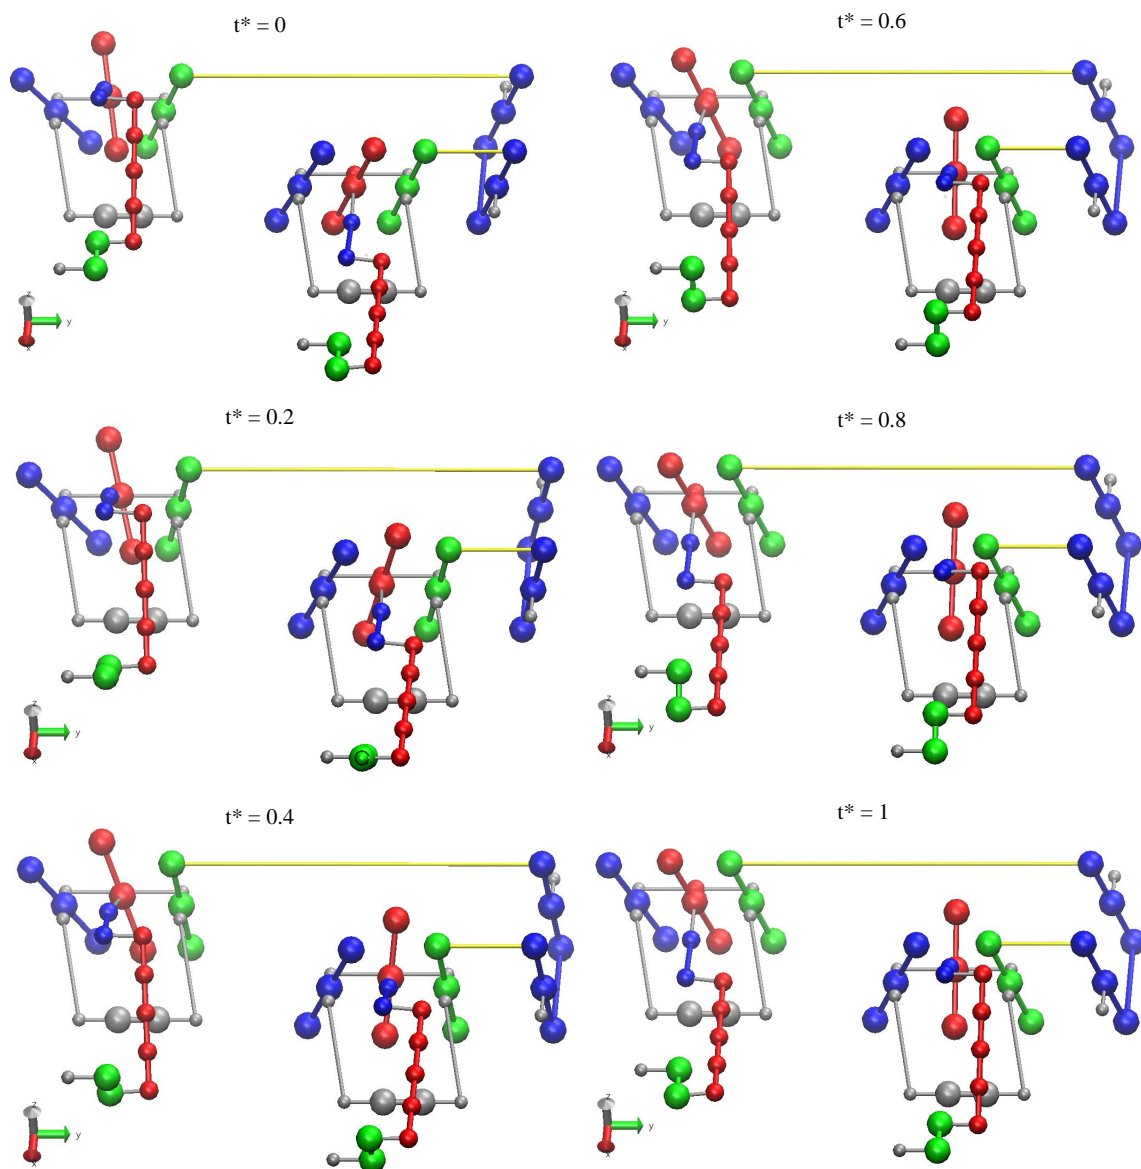 t* = 0
t* = 0.6
z
y
x
z
y
x
t* = 0.2
t* = 0.8
z
y
x
z
y
x
t* = 0.4
t* = 1
z
y
x
z
y
x